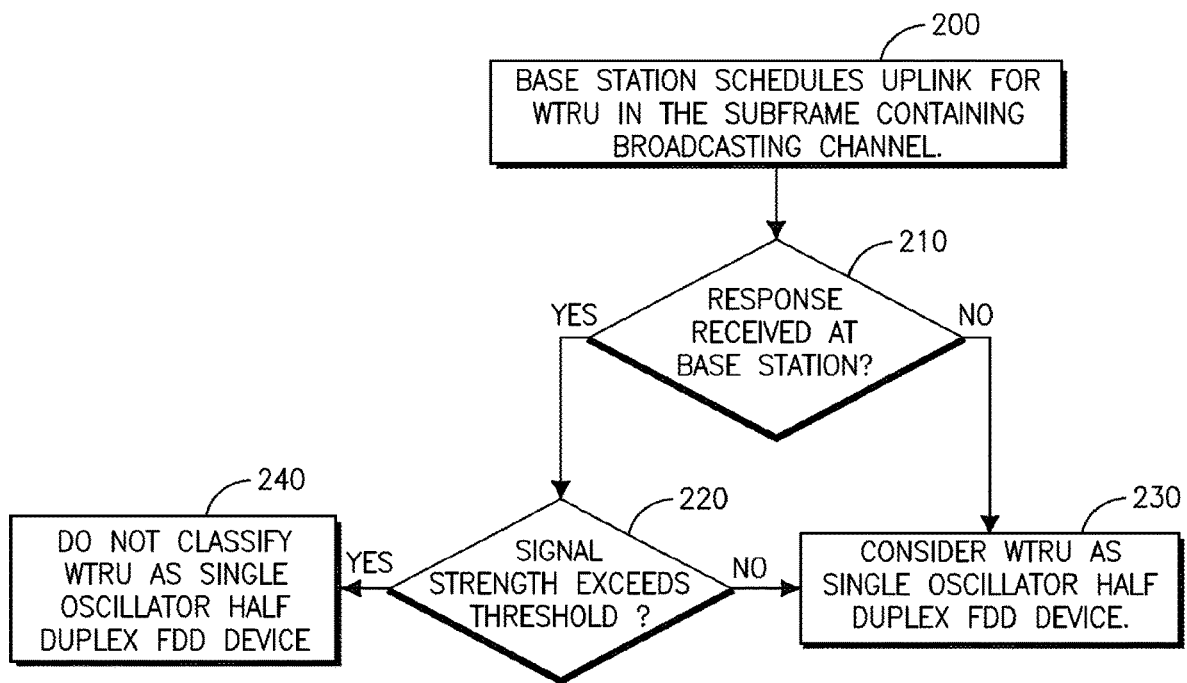 200
BASE STATION SCHEDULES UPLINK FOR
WTRU IN THE SUBFRAME CONTAINING
BROADCASTING CHANNEL.
210
RESPONSE
RECEIVED AT
BASE STATION?
YES
NO
220
SIGNAL
STRENGTH EXCEEDS
THRESHOLD ?
YES
NO
240
DO NOT CLASSIFY
WTRU AS SINGLE
OSCILLATOR HALF
DUPLEX FDD DEVICE
230
CONSIDER WTRU AS
SINGLE OSCILLATOR HALF
DUPLEX FDD DEVICE.